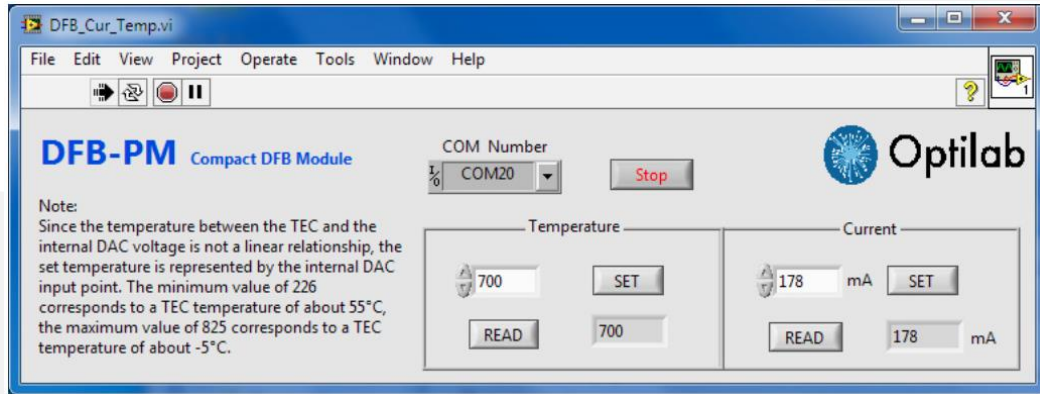 DFB_Cur_Temp.vi
File Edit View Project Operate Tools Window Help
1
DFB-PM Compact DFB Module
COM Number
I/O COM20
Stop
Optilab
Note:
Since the temperature between the TEC and the
internal DAC voltage is not a linear relationship, the
set temperature is represented by the internal DAC
input point. The minimum value of 226
corresponds to a TEC temperature of about 55°C,
the maximum value of 825 corresponds to a TEC
temperature of about -5°C.
Temperature
700 SET
READ 700
Current
178 mA SET
READ 178 mA